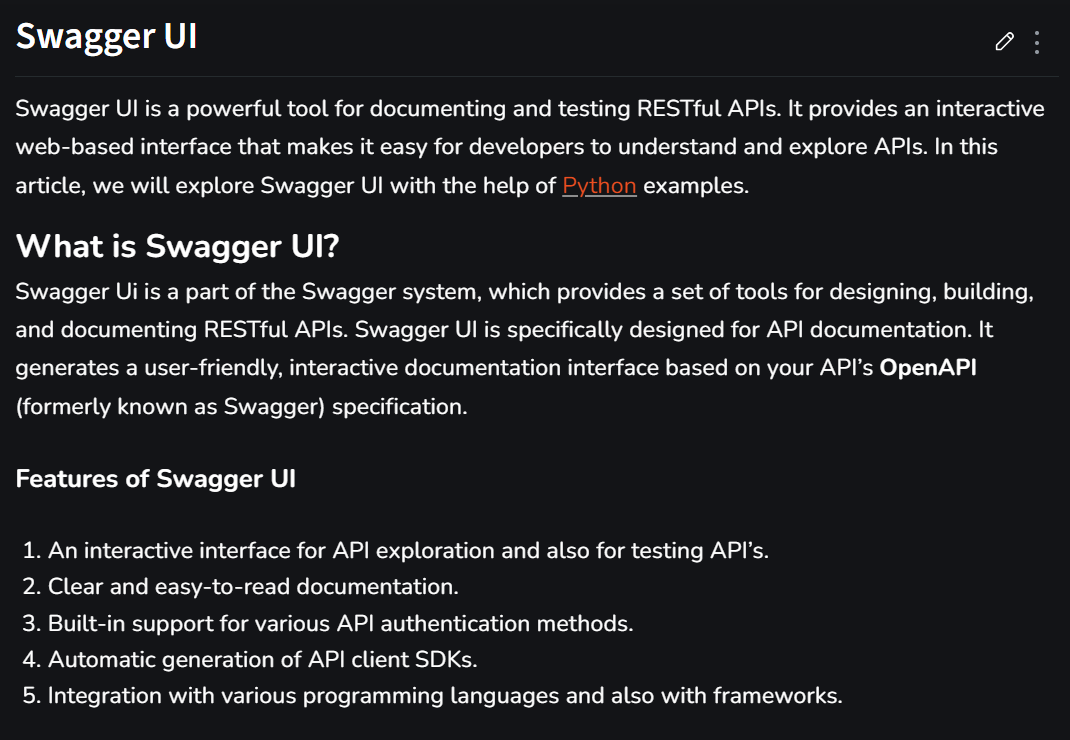 Swagger UI
Swagger UI is a powerful tool for documenting and testing RESTful APIs. It provides an interactive
web-based interface that makes it easy for developers to understand and explore APIs. In this
article, we will explore Swagger UI with the help of Python examples.
What is Swagger UI?
Swagger Ui is a part of the Swagger system, which provides a set of tools for designing, building,
and documenting RESTful APIs. Swagger UI is specifically designed for API documentation. It
generates a user-friendly, interactive documentation interface based on your API’s OpenAPI
(formerly known as Swagger) specification.
Features of Swagger UI
1. An interactive interface for API exploration and also for testing API’s.
2. Clear and easy-to-read documentation.
3. Built-in support for various API authentication methods.
4. Automatic generation of API client SDKs.
5. Integration with various programming languages and also with frameworks.